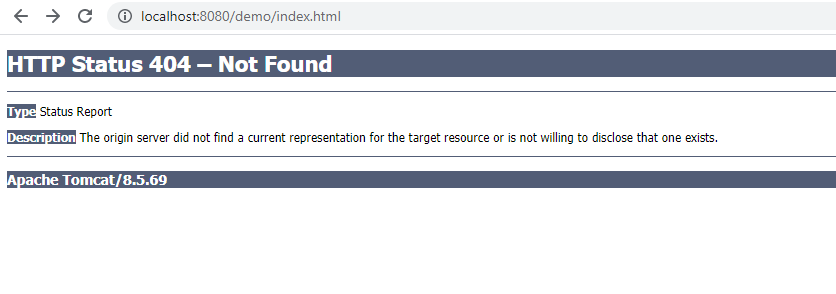 localhost:8080/demo/index.html
HTTP Status 404 – Not Found
Type Status Report
Description The origin server did not find a current representation for the target resource or is not willing to disclose that one exists.
Apache Tomcat/8.5.69